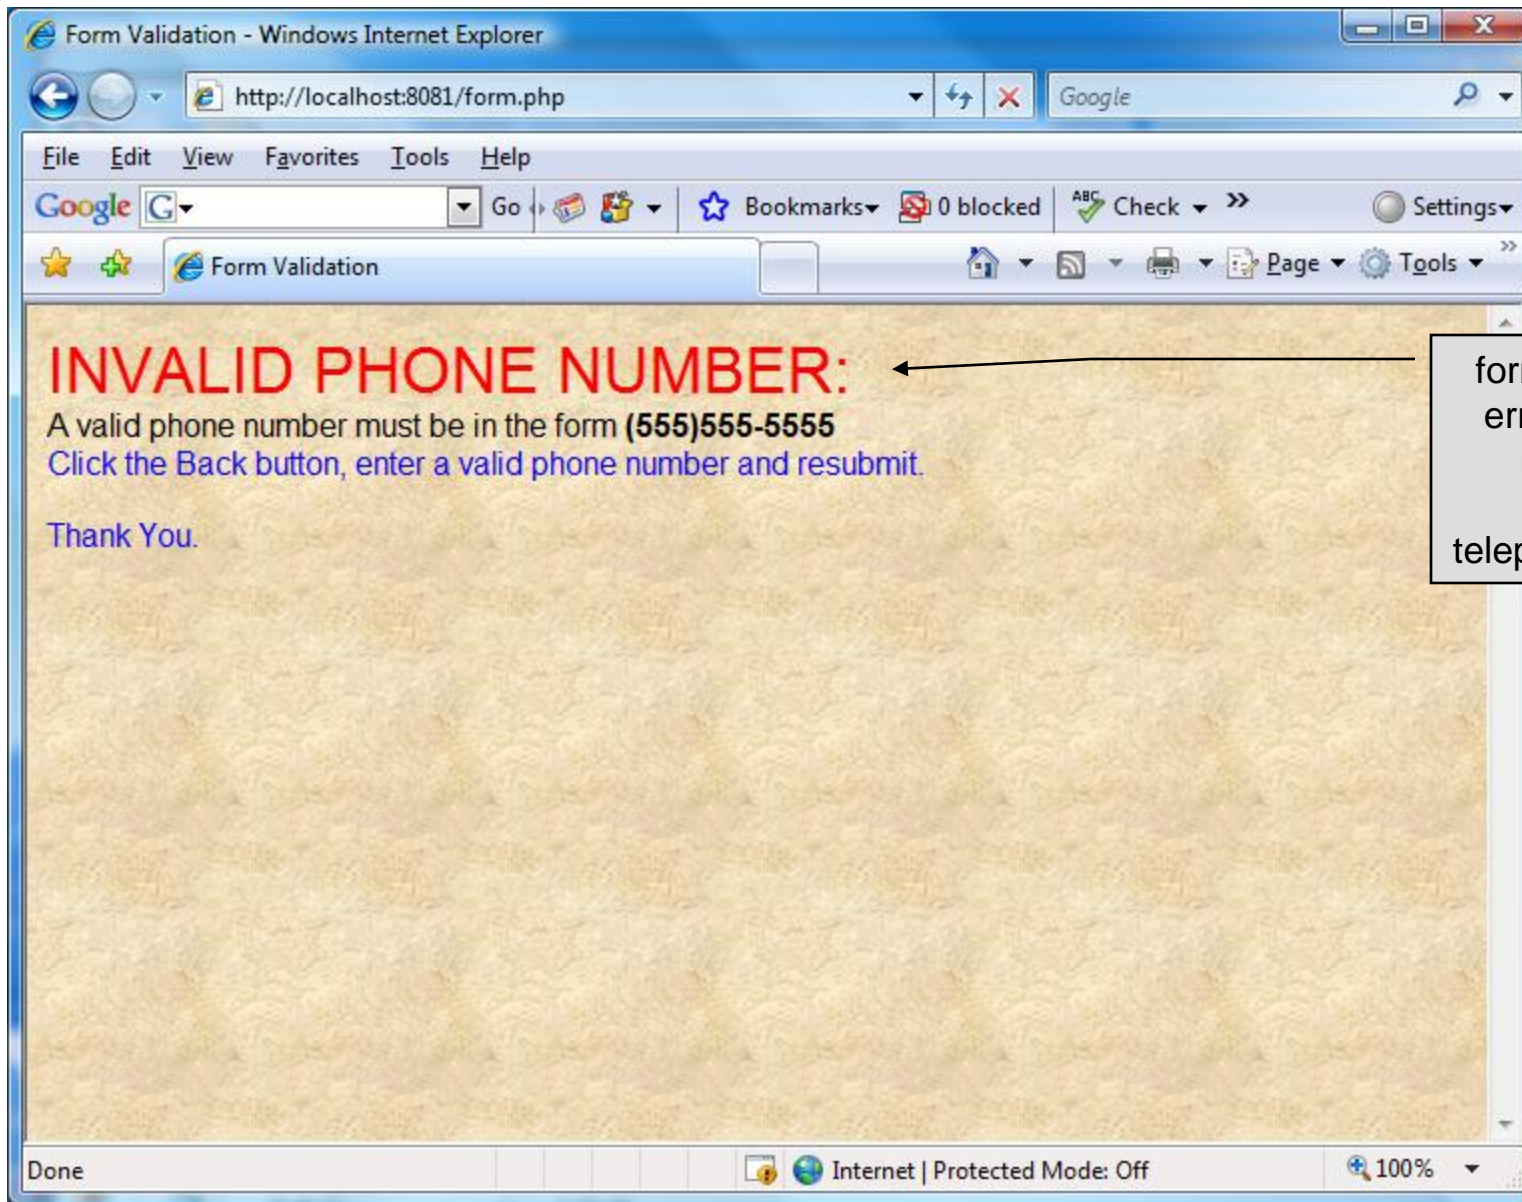 Form Validation - Windows Internet Explorer
http://localhost:8081/form.php
Google
File Edit View Favorites Tools Help
Google G Go Bookmarks 0 blocked ABC Check » Settings
Form Validation Page Tools »
INVALID PHONE NUMBER:
A valid phone number must be in the form (555)555-5555
Click the Back button, enter a valid phone number and resubmit.
Thank You.
Done Internet | Protected Mode: Off 100%